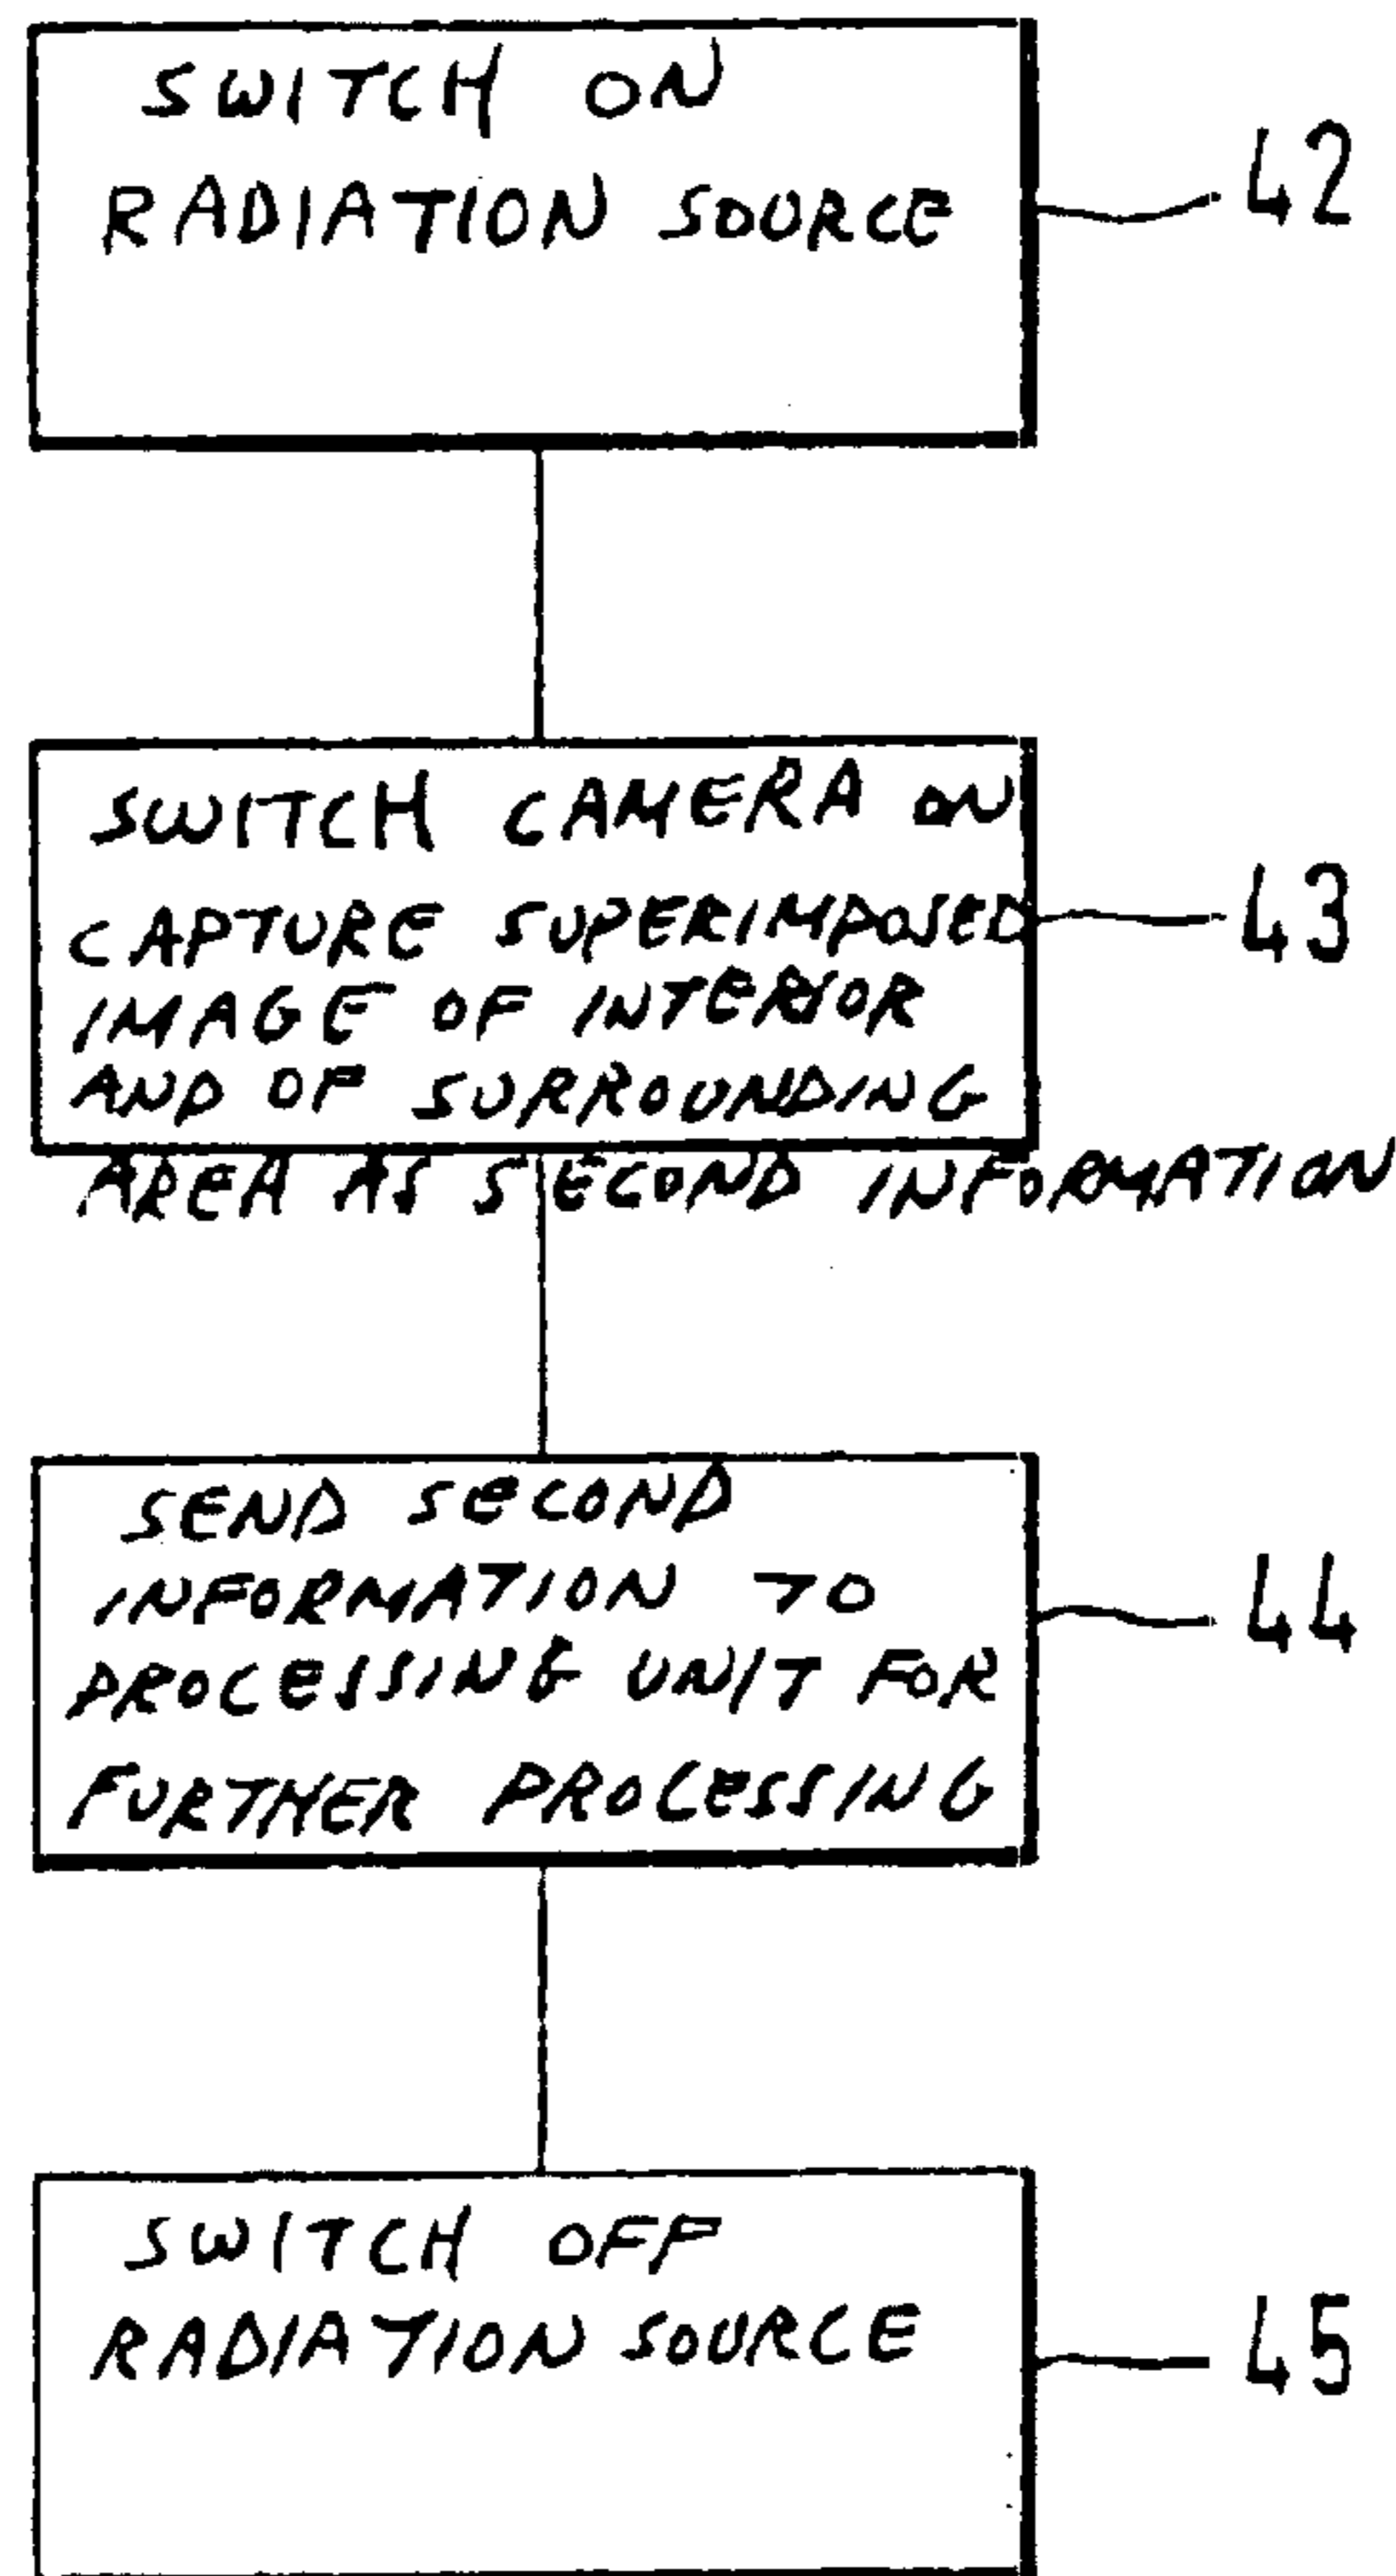 SWITCH ON
RADIATION SOURCE
42
SWITCH CAMERA ON
CAPTURE SUPERIMPOSED
43
IMAGE OF INTERIOR
AND OF SURROUNDING
AREA AS SECOND INFORMATION
SEND SECOND
INFORMATION TO
44
PROCESSING UNIT FOR
FURTHER PROCESSING
SWITCH OFF
RADIATION SOURCE
45